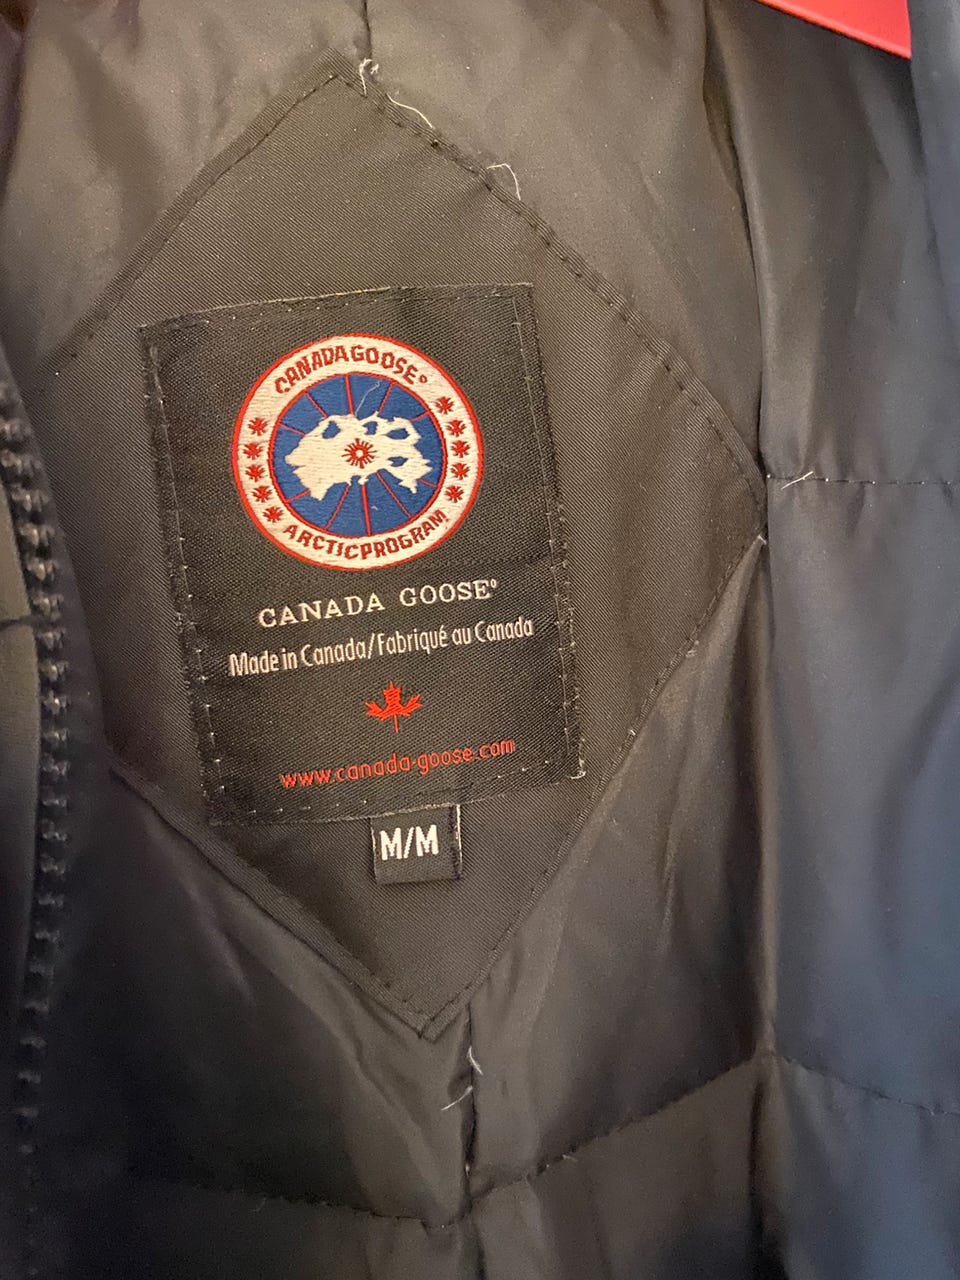 CANADA GOOSE®
ARCTIC PROGRAM
CANADA GOOSE®
Made in Canada/Fabriqué au Canada
www.canada-goose.com
M/M